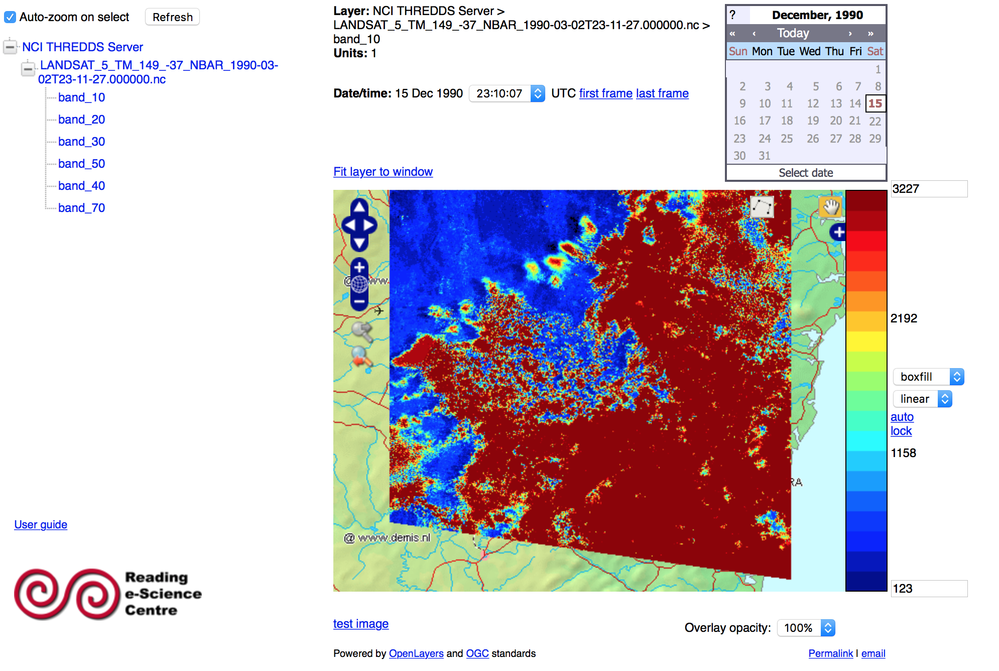 Auto-zoom on select
Refresh
NCI THREDDS Server
LANDSAT_5_TM_149_-37_NBAR_1990-03-
02T23-11-27.000000.nc
band_10
band_20
band_30
band_50
band_40
band_70
User guide
Reading
e-Science
Centre
Layer: NCI THREDDS Server >
LANDSAT_5_TM_149_-37_NBAR_1990-03-02T23-11-27.000000.nc >
band_10
Units: 1
Date/time: 15 Dec 1990 23:10:07 UTC first frame last frame
Fit layer to window
? December, 1990
« ‹ Today › »
Sun Mon Tue Wed Thu Fri Sat
1
2 3 4 5 6 7 8
9 10 11 12 13 14 15
16 17 18 19 20 21 22
23 24 25 26 27 28 29
30 31
Select date
3227
2192
boxfill
linear
auto
lock
1158
123
@ www.
RA
@ www.demis.nl
test image
Overlay opacity: 100%
Powered by OpenLayers and OGC standards
Permalink | email